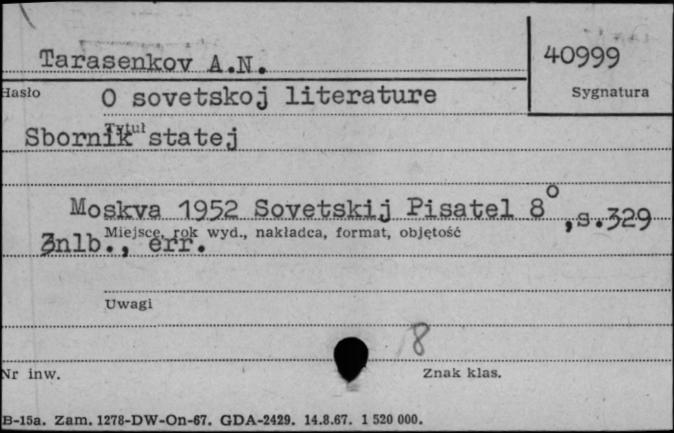 Tarasenkov A.N.
40999
Hasło
Sygnatura
O sovetskoj literature
Tytuł
Sbornik statej
Moskva 1952 Sovetskij Pisatel 8°, s.329
Miejsce, rok wyd., nakładca, format, objętość
3nlb., err.
Uwagi
8
Nr inw.
Znak klas.
B-15a. Zam. 1278-DW-On-67. GDA-2429. 14.8.67. 1 520 000.